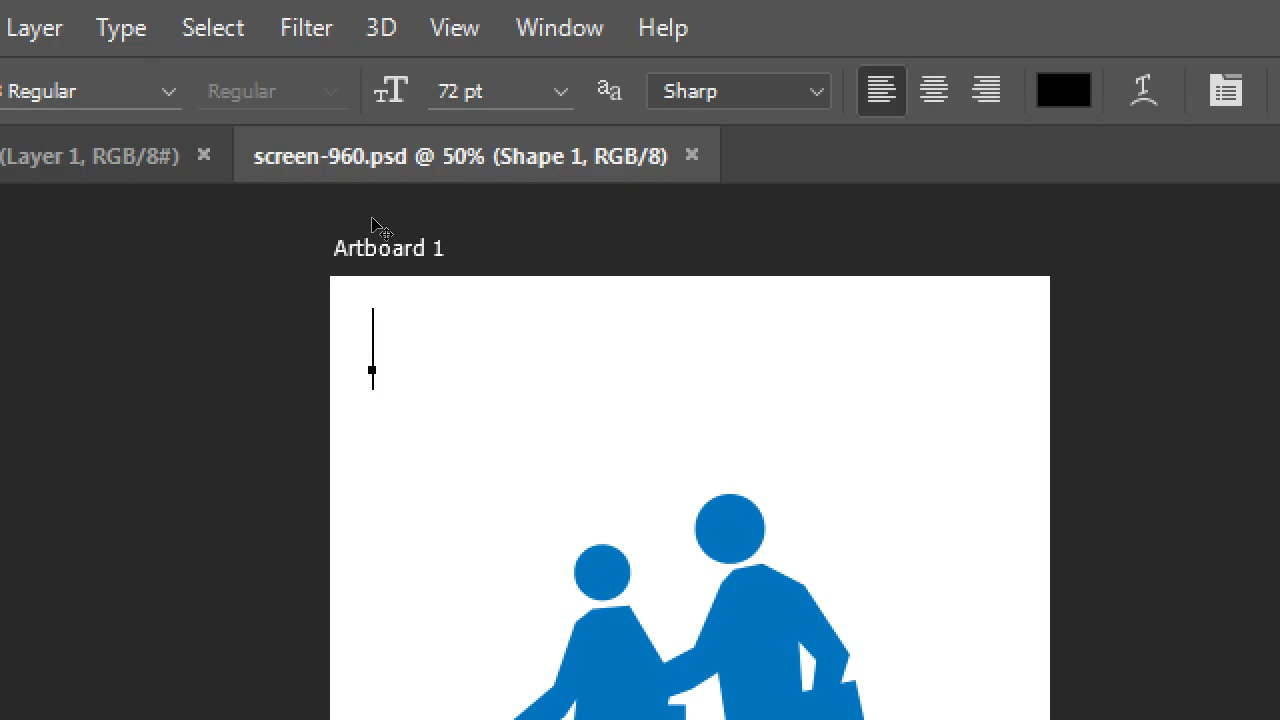 Layer Type Select Filter 3D View Window Help
Regular Regular 72 pt Sharp
(Layer 1, RGB/8#) screen-960.psd @ 50% (Shape 1, RGB/8)
Artboard 1